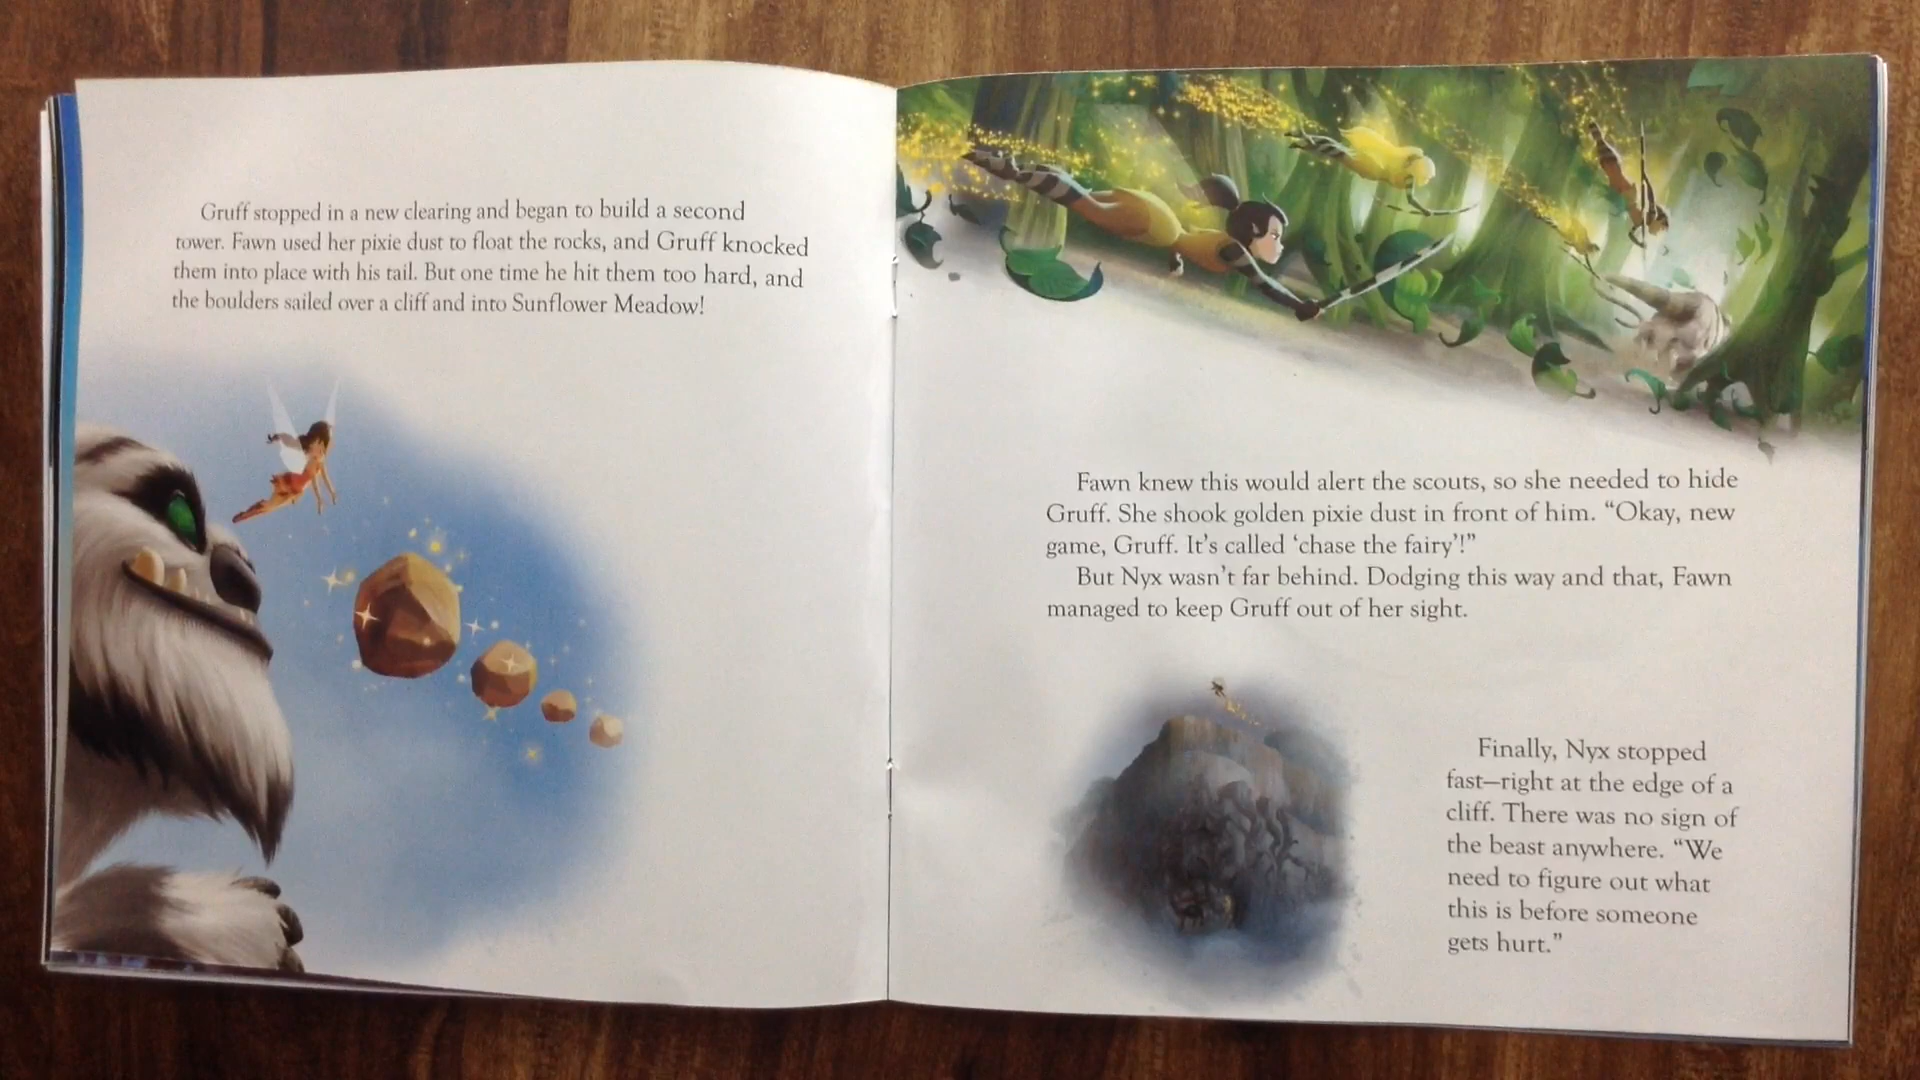 Gruff stopped in a new clearing and began to build a second
tower. Fawn used her pixie dust to float the rocks, and Gruff knocked
them into place with his tail. But one time he hit them too hard, and
the boulders sailed over a cliff and into Sunflower Meadow!
Fawn knew this would alert the scouts, so she needed to hide
Gruff. She shook golden pixie dust in front of him. “Okay, new
game, Gruff. It’s called ‘chase the fairy’!”
But Nyx wasn’t far behind. Dodging this way and that, Fawn
managed to keep Gruff out of her sight.
Finally, Nyx stopped
fast—right at the edge of a
cliff. There was no sign of
the beast anywhere. “We
need to figure out what
this is before someone
gets hurt.”